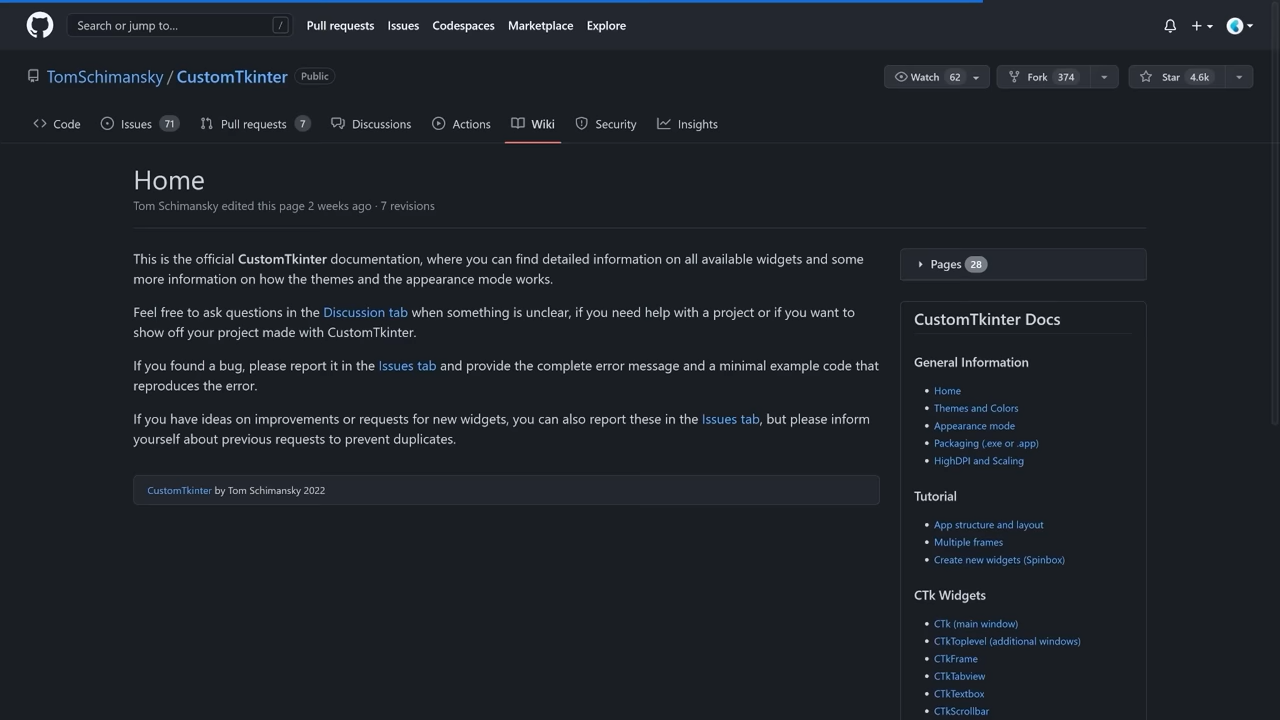 Search or jump to... /
Pull requests Issues Codespaces Marketplace Explore
TomSchimansky / CustomTkinter Public
Watch 62 Fork 374 Star 4.6k
Code Issues 71 Pull requests 7 Discussions Actions Wiki Security Insights
Home
Tom Schimansky edited this page 2 weeks ago · 7 revisions
This is the official CustomTkinter documentation, where you can find detailed information on all available widgets and some
more information on how the themes and the appearance mode works.
Feel free to ask questions in the Discussion tab when something is unclear, if you need help with a project or if you want to
show off your project made with CustomTkinter.
If you found a bug, please report it in the Issues tab and provide the complete error message and a minimal example code that
reproduces the error.
If you have ideas on improvements or requests for new widgets, you can also report these in the Issues tab, but please inform
yourself about previous requests to prevent duplicates.
CustomTkinter by Tom Schimansky 2022
Pages 28
CustomTkinter Docs
General Information
• Home
• Themes and Colors
• Appearance mode
• Packaging (.exe or .app)
• HighDPI and Scaling
Tutorial
• App structure and layout
• Multiple frames
• Create new widgets (Spinbox)
CTk Widgets
• CTk (main window)
• CTkToplevel (additional windows)
• CTkFrame
• CTkTabview
• CTkTextbox
• CTkScrollbar